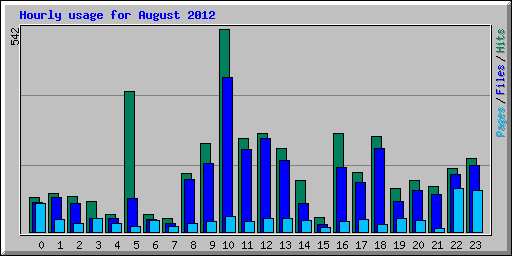 Hourly usage for August 2012
542
Pages/Files/Hits
0 1 2 3 4 5 6 7 8 9 10 11 12 13 14 15 16 17 18 19 20 21 22 23